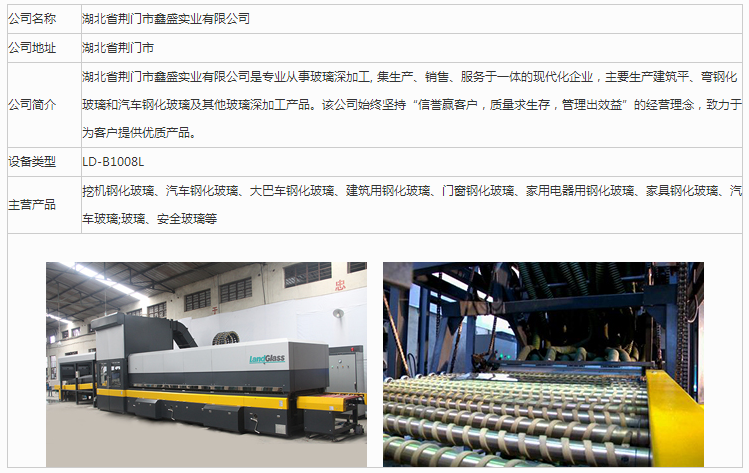 公司名称
湖北省荆门市鑫盛实业有限公司
公司地址
湖北省荆门市
公司简介
湖北省荆门市鑫盛实业有限公司是专业从事玻璃深加工, 集生产、销售、服务于一体的现代化企业，主要生产建筑平、弯钢化
玻璃和汽车钢化玻璃及其他玻璃深加工产品。该公司始终坚持“信誉赢客户，质量求生存，管理出效益”的经营理念，致力于
为客户提供优质产品。
设备类型
LD-B1008L
主营产品
挖机钢化玻璃、汽车钢化玻璃、大巴车钢化玻璃、建筑用钢化玻璃、门窗钢化玻璃、家用电器用钢化玻璃、家具钢化玻璃、汽
车玻璃;玻璃、安全玻璃等
忠
LandGlass